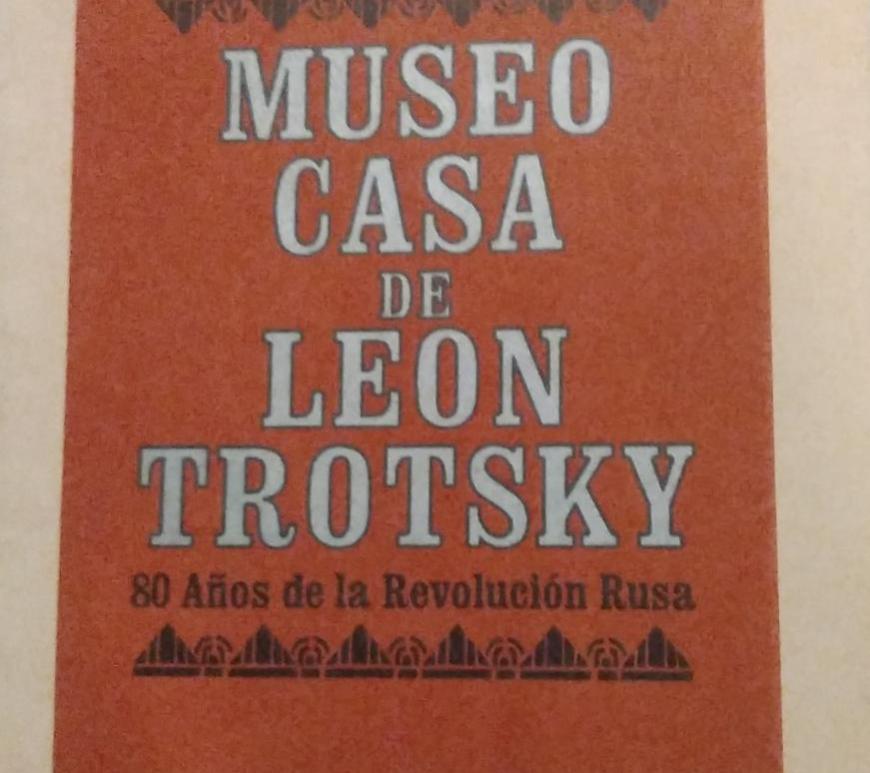 MUSEO
CASA
DE
LEON
TROTSKY
80 Años de la Revolución Rusa